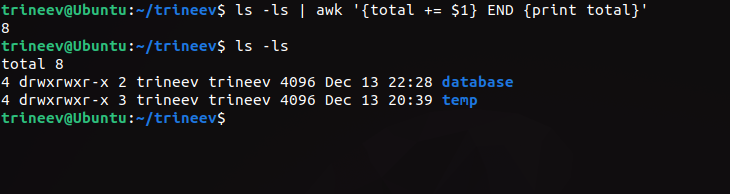 trineev@Ubuntu:~/trineev$ ls -ls | awk '{total += $1} END {print total}'
8
trineev@Ubuntu:~/trineev$ ls -ls
total 8
4 drwxrwxr-x 2 trineev trineev 4096 Dec 13 22:28 database
4 drwxrwxr-x 3 trineev trineev 4096 Dec 13 20:39 temp
trineev@Ubuntu:~/trineev$